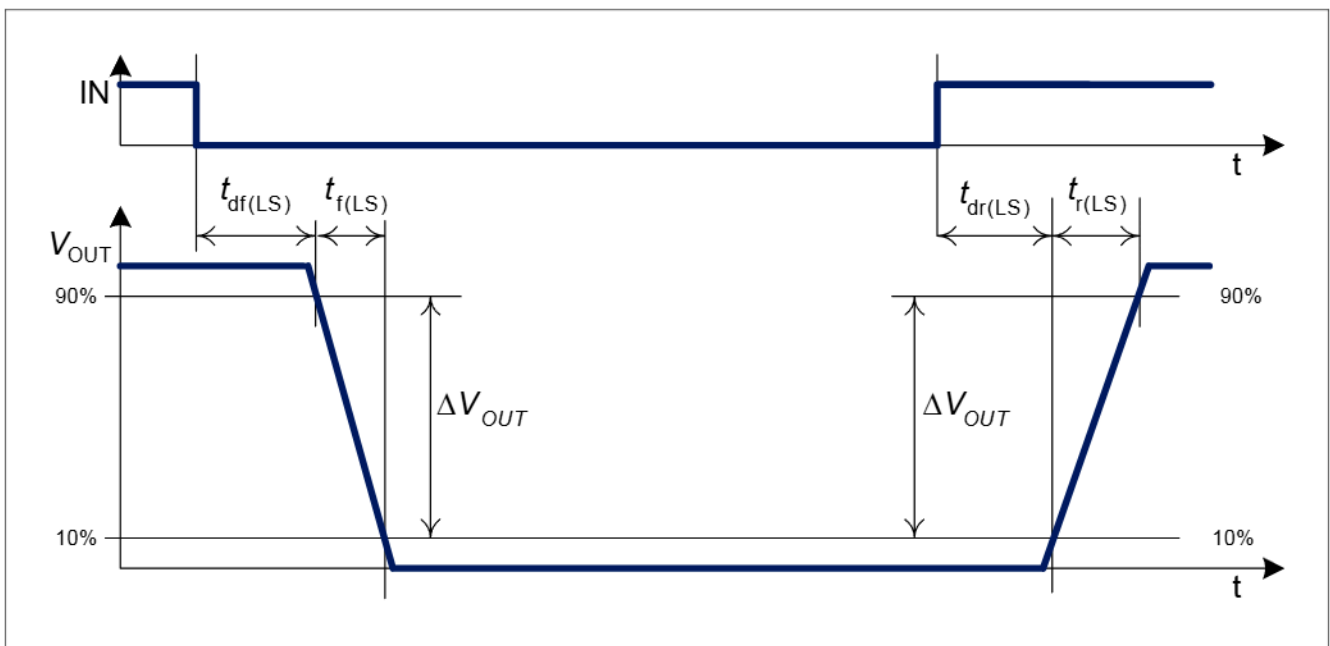 IN
t
tdf(LS) tf(LS) tdr(LS) tr(LS)
VOUT
90% 90%
ΔVOUT ΔVOUT
10% 10%
t